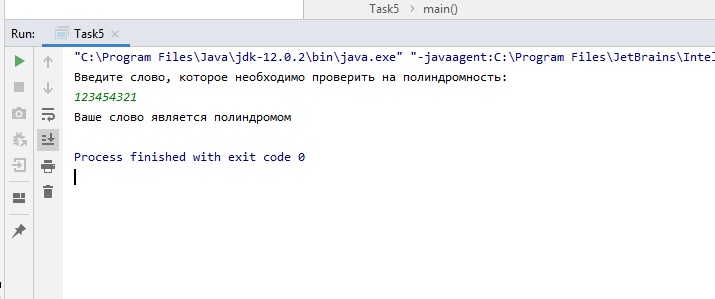 Task5 › main()
Run: Task5 ×
"C:\Program Files\Java\jdk-12.0.2\bin\java.exe" "-javaagent:C:\Program Files\JetBrains\Intel
Введите слово, которое необходимо проверить на полиндромность:
123454321
Ваше слово является полиндромом
Process finished with exit code 0